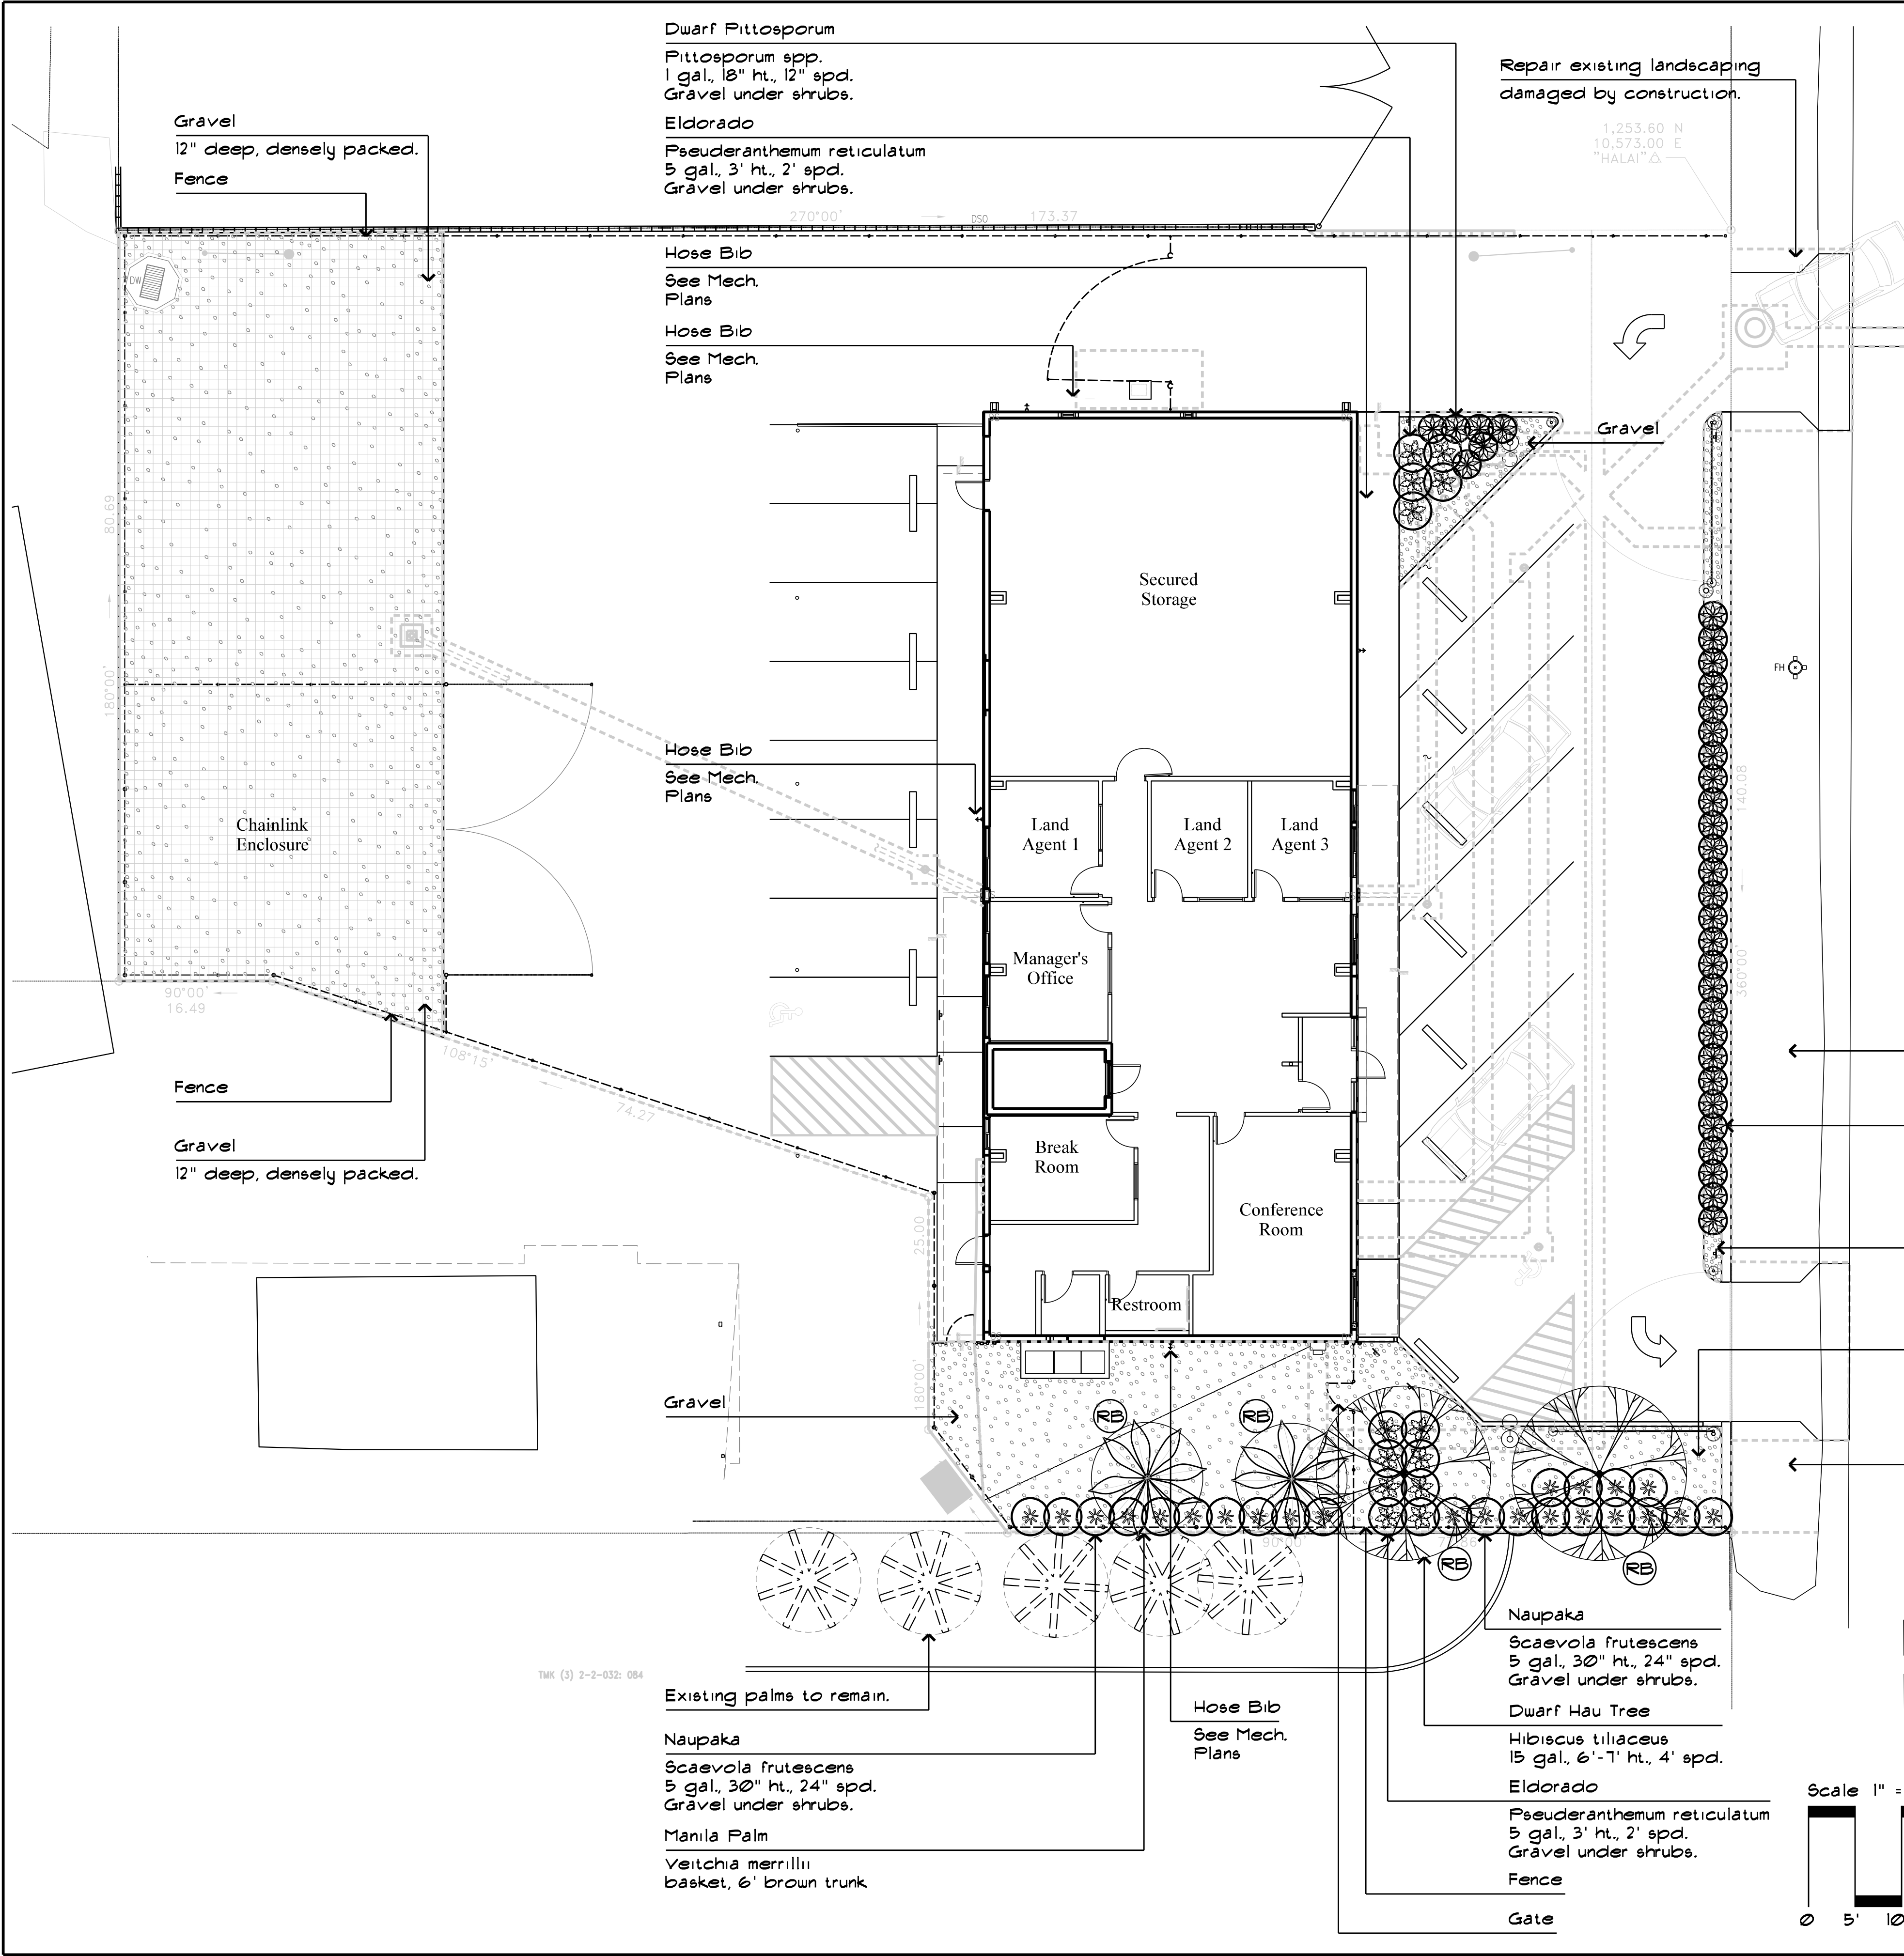 Dwarf Pittosporum
Pittosporum spp.
1 gal., 18" ht., 12" spd.
Gravel under shrubs.
Repair existing landscaping
damaged by construction.
Gravel
12" deep, densely packed.
Fence
Eldorado
Pseuderanthemum reticulatum
5 gal., 3' ht., 2' spd.
Gravel under shrubs.
1,253.60 N
10,573.00 E
"HALAI"
270°00'
DSO
173.37
Hose Bib
See Mech.
Plans
DW
Hose Bib
See Mech.
Plans
Gravel
80.69
180°00'
Secured
Storage
FH
Hose Bib
See Mech.
Plans
140.08
360°00'
Chainlink
Enclosure
Land
Agent 1
Land
Agent 2
Land
Agent 3
Manager's
Office
90°00'
16.49
108°15'
74.27
Fence
Gravel
12" deep, densely packed.
Break
Room
Conference
Room
25.00
180°00'
Restroom
Gravel
RB
RB
90°00'
RB
RB
TMK (3) 2-2-032: 084
Existing palms to remain.
Naupaka
Scaevola frutescens
5 gal., 30" ht., 24" spd.
Gravel under shrubs.
Manila Palm
Veitchia merrillii
basket, 6' brown trunk
Hose Bib
See Mech.
Plans
Naupaka
Scaevola frutescens
5 gal., 30" ht., 24" spd.
Gravel under shrubs.
Dwarf Hau Tree
Hibiscus tiliaceus
15 gal., 6'-7' ht., 4' spd.
Eldorado
Pseuderanthemum reticulatum
5 gal., 3' ht., 2' spd.
Gravel under shrubs.
Fence
Gate
Scale 1" =
0 5' 10